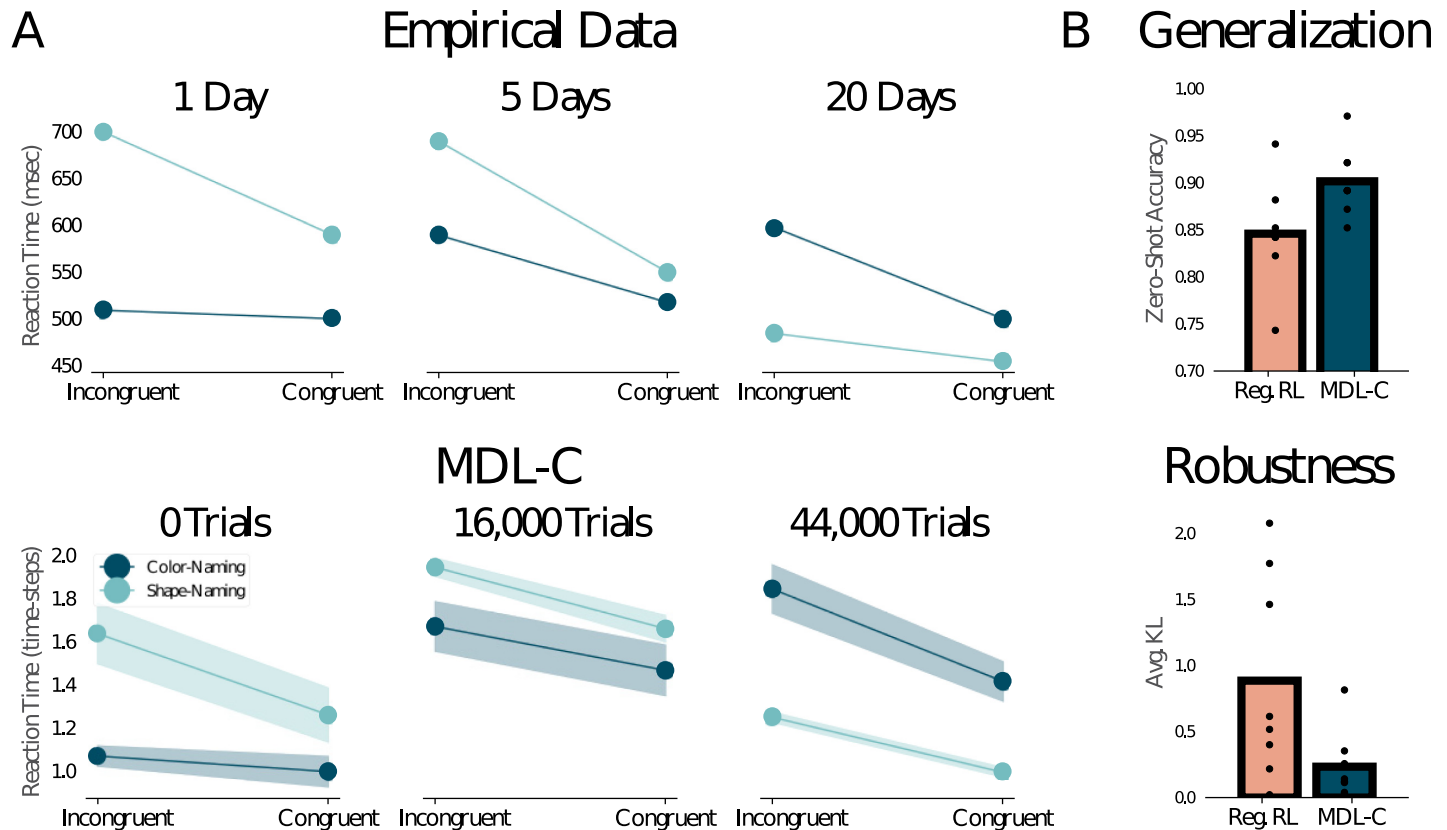 A
Empirical Data
1 Day
5 Days
20 Days
Reaction Time (msec)
700
650
600
550
500
450
Incongruent
Congruent
Incongruent
Congruent
Incongruent
Congruent
MDL-C
0 Trials
16,000 Trials
44,000 Trials
Reaction Time (time-steps)
2.0
1.8
1.6
1.4
1.2
1.0
Color-Naming
Shape-Naming
Incongruent
Congruent
Incongruent
Congruent
Incongruent
Congruent
B
Generalization
Zero-Shot Accuracy
1.00
0.95
0.90
0.85
0.80
0.75
0.70
Reg. RL
MDL-C
Robustness
Avg. KL
2.0
1.5
1.0
0.5
0.0
Reg. RL
MDL-C